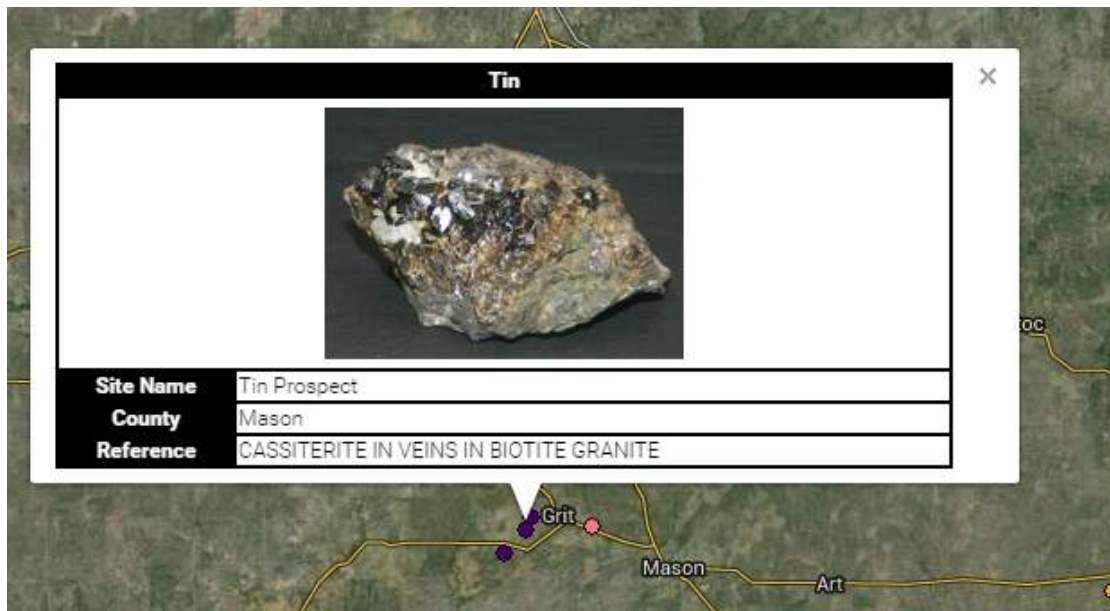 Tin
×
Site Name Tin Prospect
County Mason
Reference CASSITERITE IN VEINS IN BIOTITE GRANITE
Grit
Mason
Art